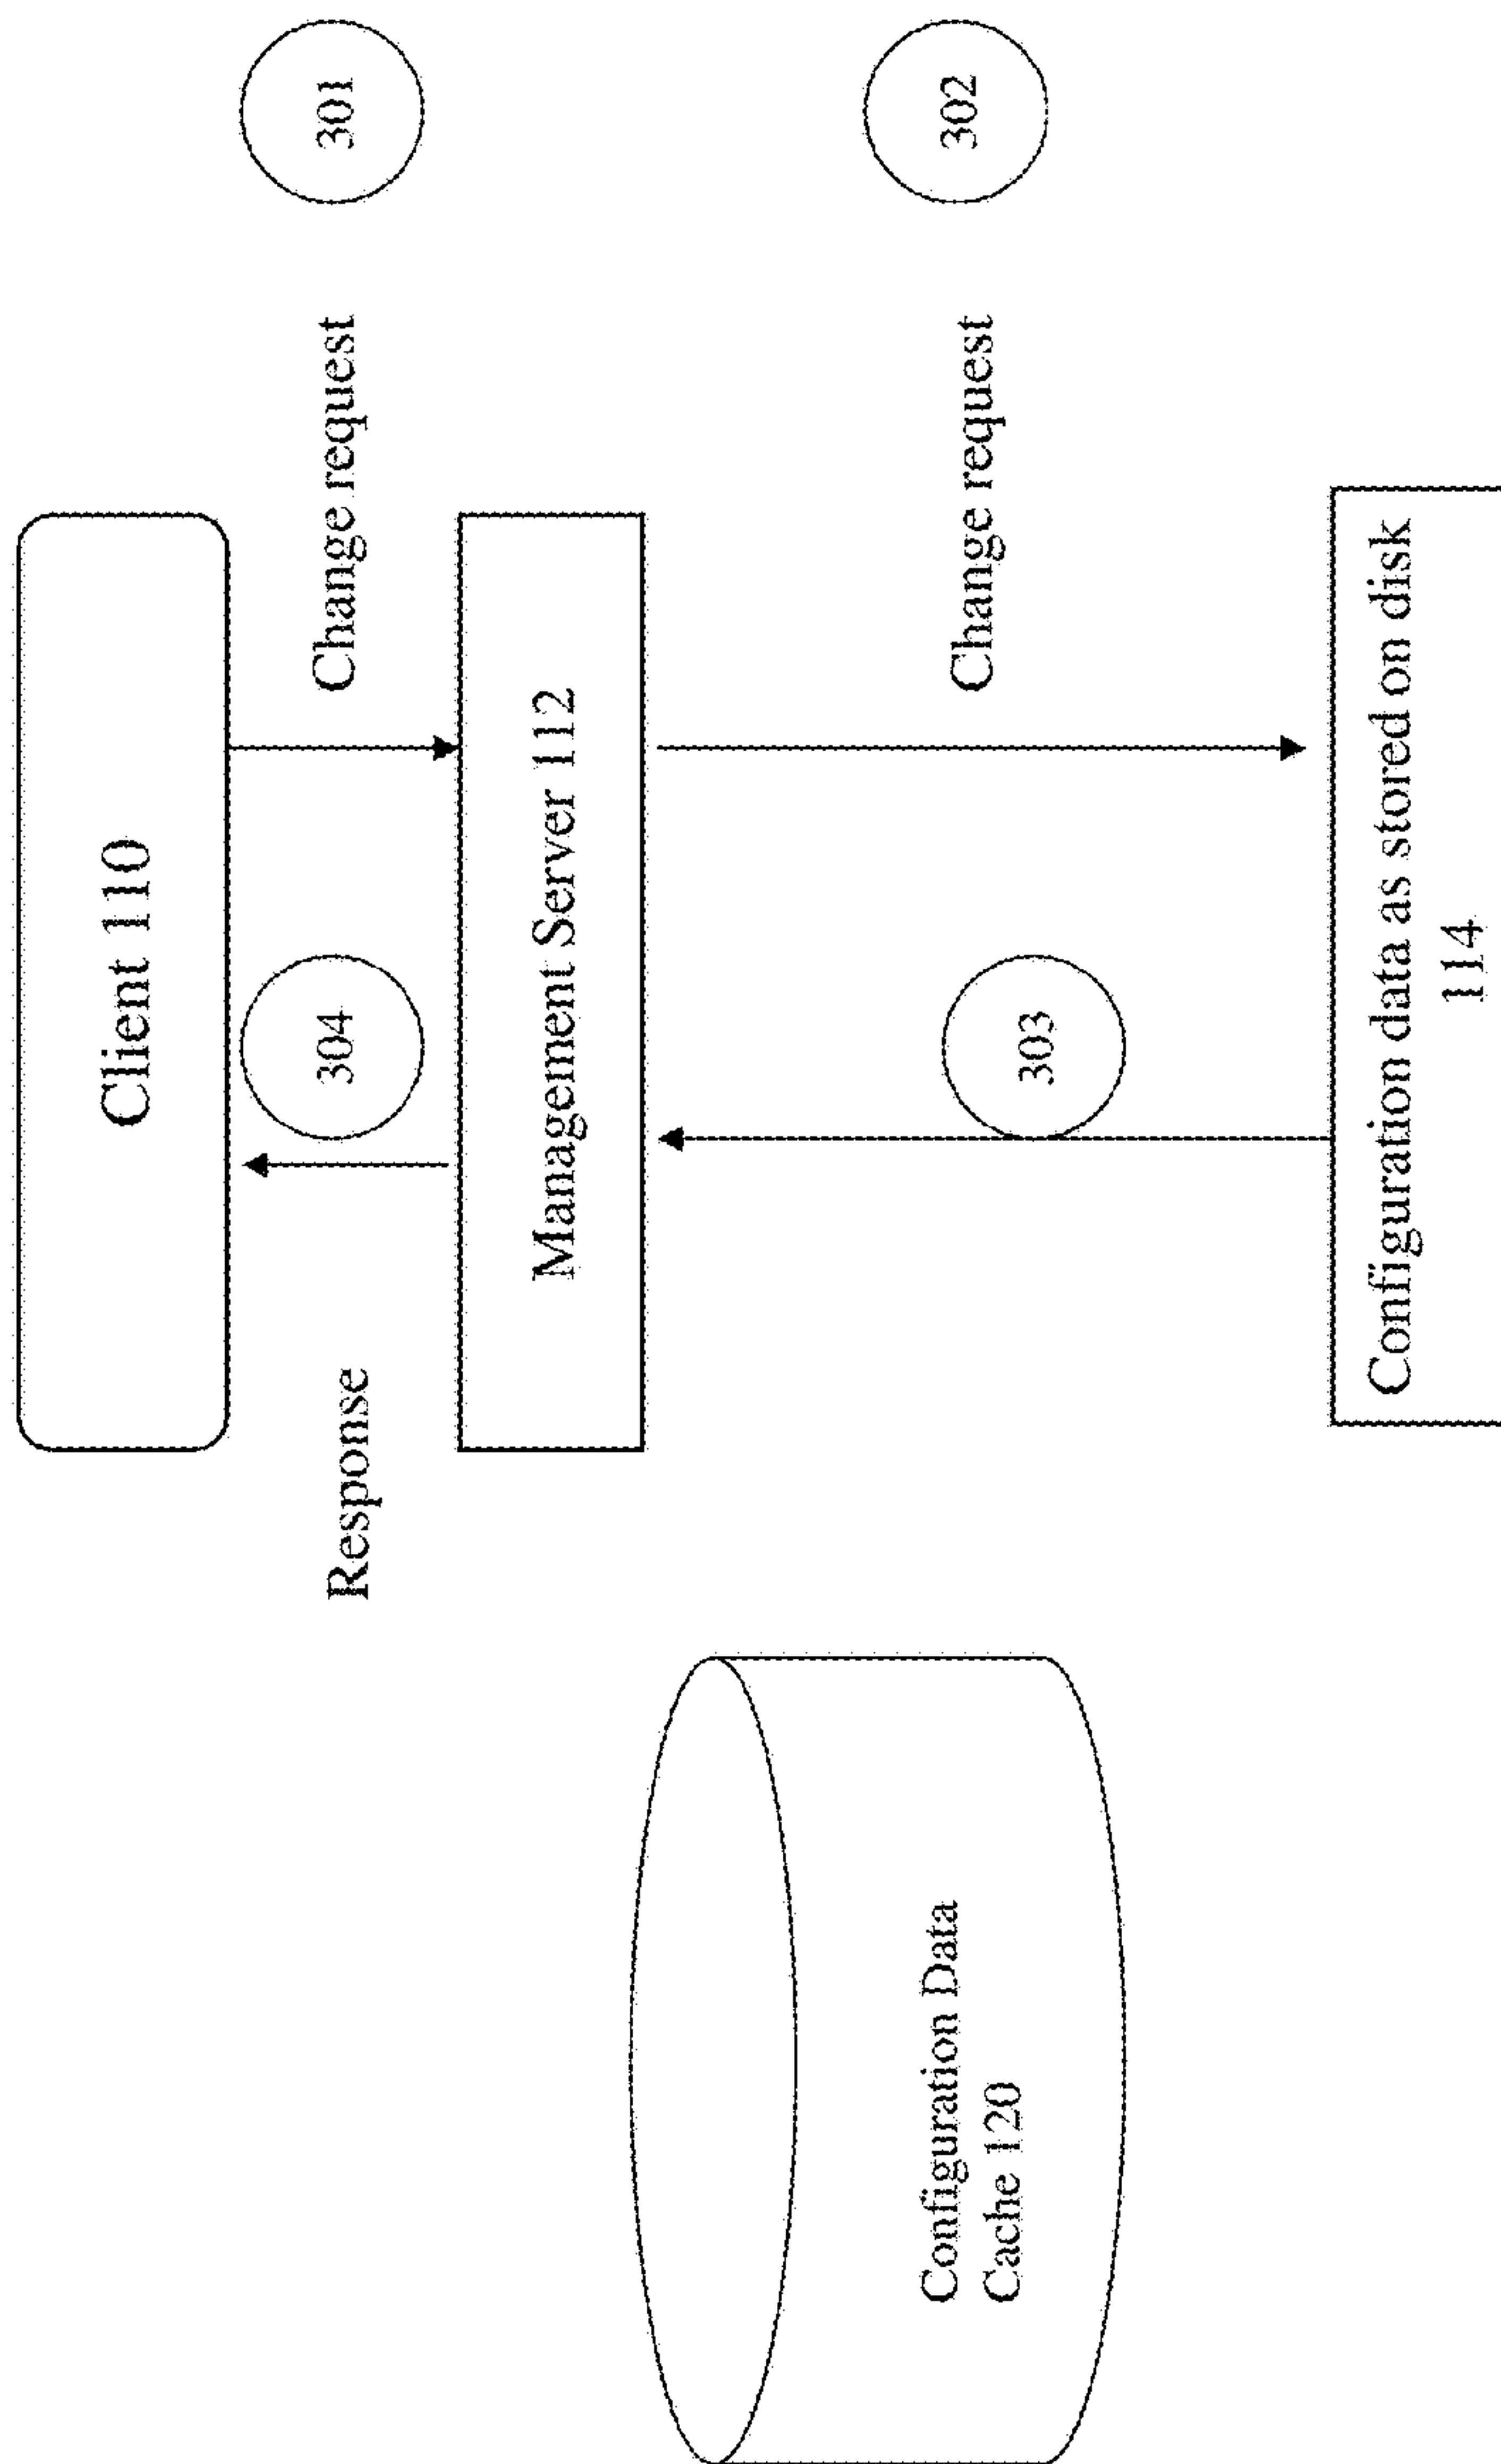 Client 110
304
301
Response
Change request
Management Server 112
Configuration Data
Cache 120
303
302
Change request
Configuration data as stored on disk
114